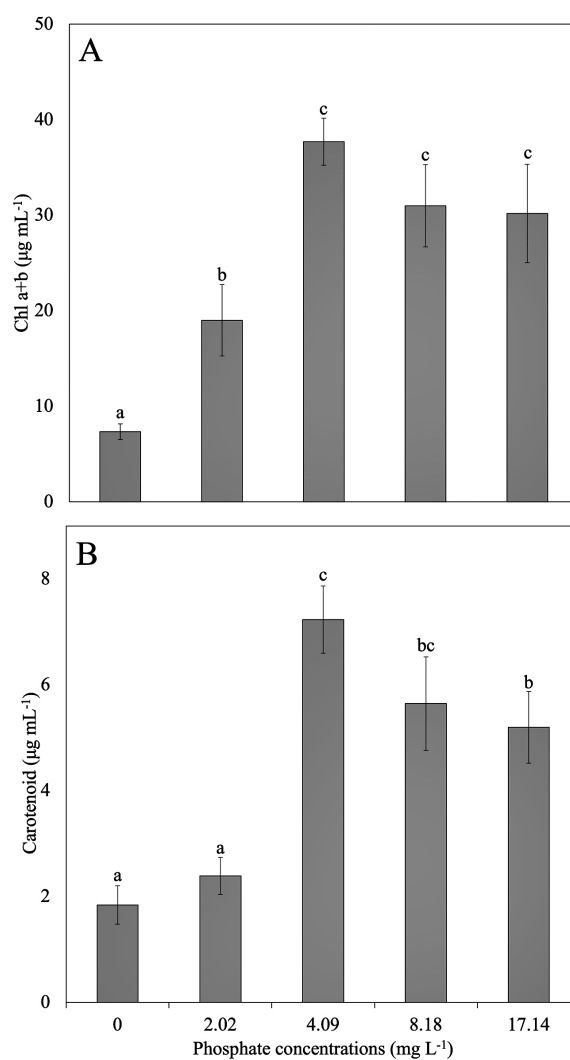 A
50
40
30
20
10
0
Chl a+b (µg mL-1)
a
b
c
c
c
B
8
6
4
2
0
Carotenoid (µg mL-1)
a
a
c
bc
b
0 2.02 4.09 8.18 17.14
Phosphate concentrations (mg L-1)